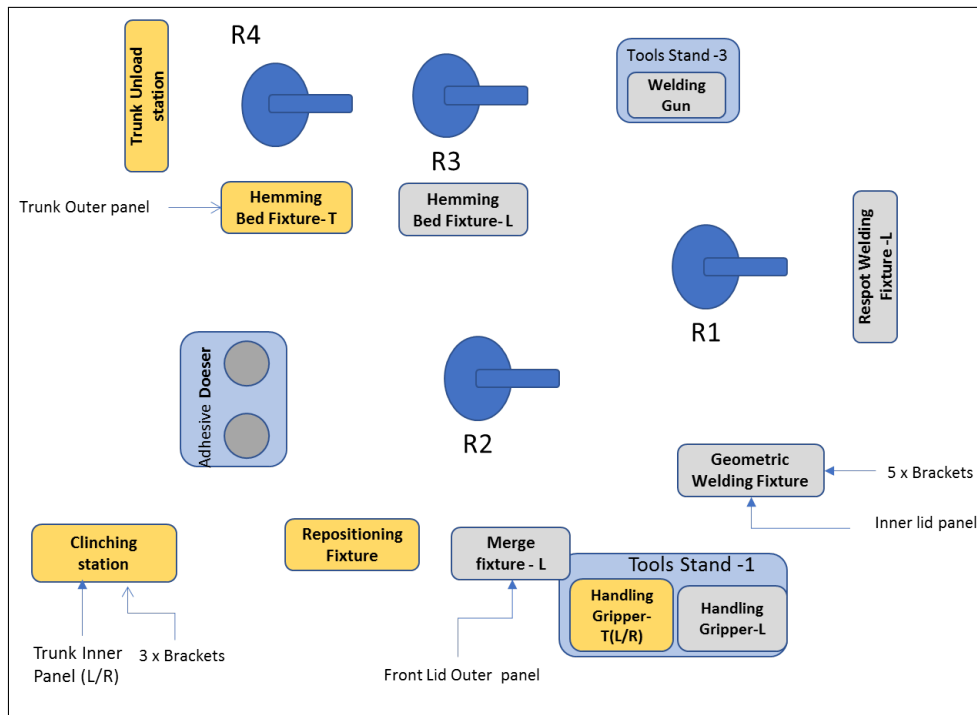 R4
Trunk Unload
station
R3
Tools Stand -3
Welding
Gun
Trunk Outer panel
Hemming
Bed Fixture- T
Hemming
Bed Fixture- L
Respot Welding
Fixture -L
R1
Adhesive Doeser
R2
Geometric
Welding Fixture
5 x Brackets
Inner lid panel
Clinching
station
Repositioning
Fixture
Merge
fixture - L
Tools Stand -1
Handling
Gripper-
T(L/R)
Handling
Gripper-L
Trunk Inner
Panel (L/R)
3 x Brackets
Front Lid Outer panel